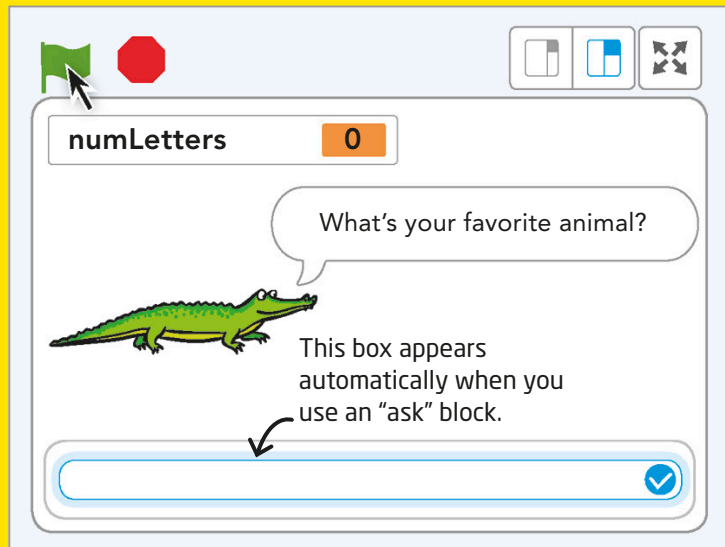 numLetters 0
What's your favorite animal?
This box appears
automatically when you
use an “ask” block.